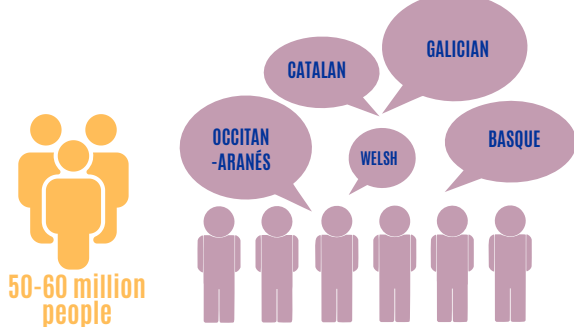 GALICIAN
CATALAN
OCCITAN
-ARANÉS
WELSH
BASQUE
50-60 million
people